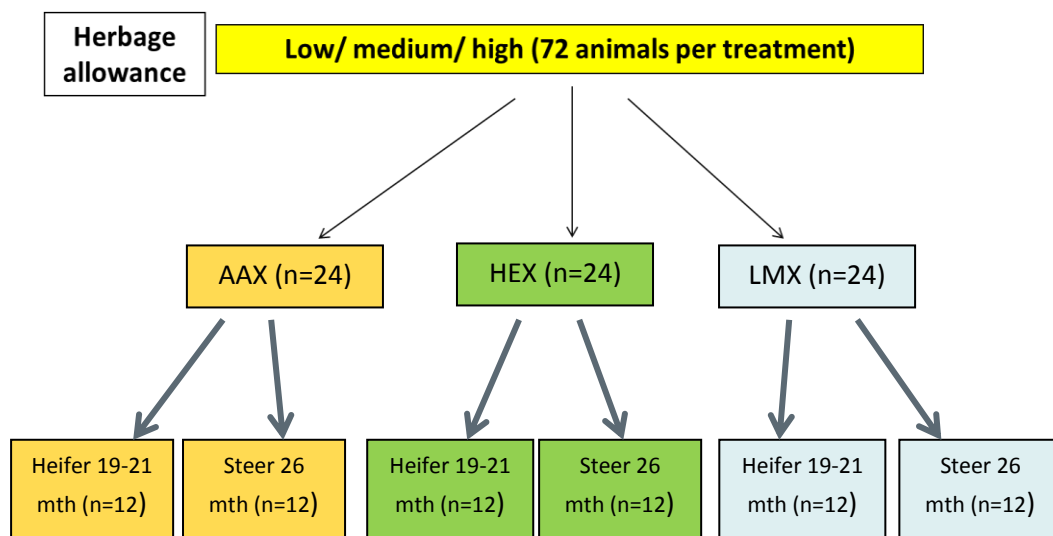 Herbage
allowance
Low/ medium/ high (72 animals per treatment)
AAX (n=24)
HEX (n=24)
LMX (n=24)
Heifer 19-21
mth (n=12)
Steer 26
mth (n=12)
Heifer 19-21
mth (n=12)
Steer 26
mth (n=12)
Heifer 19-21
mth (n=12)
Steer 26
mth (n=12)